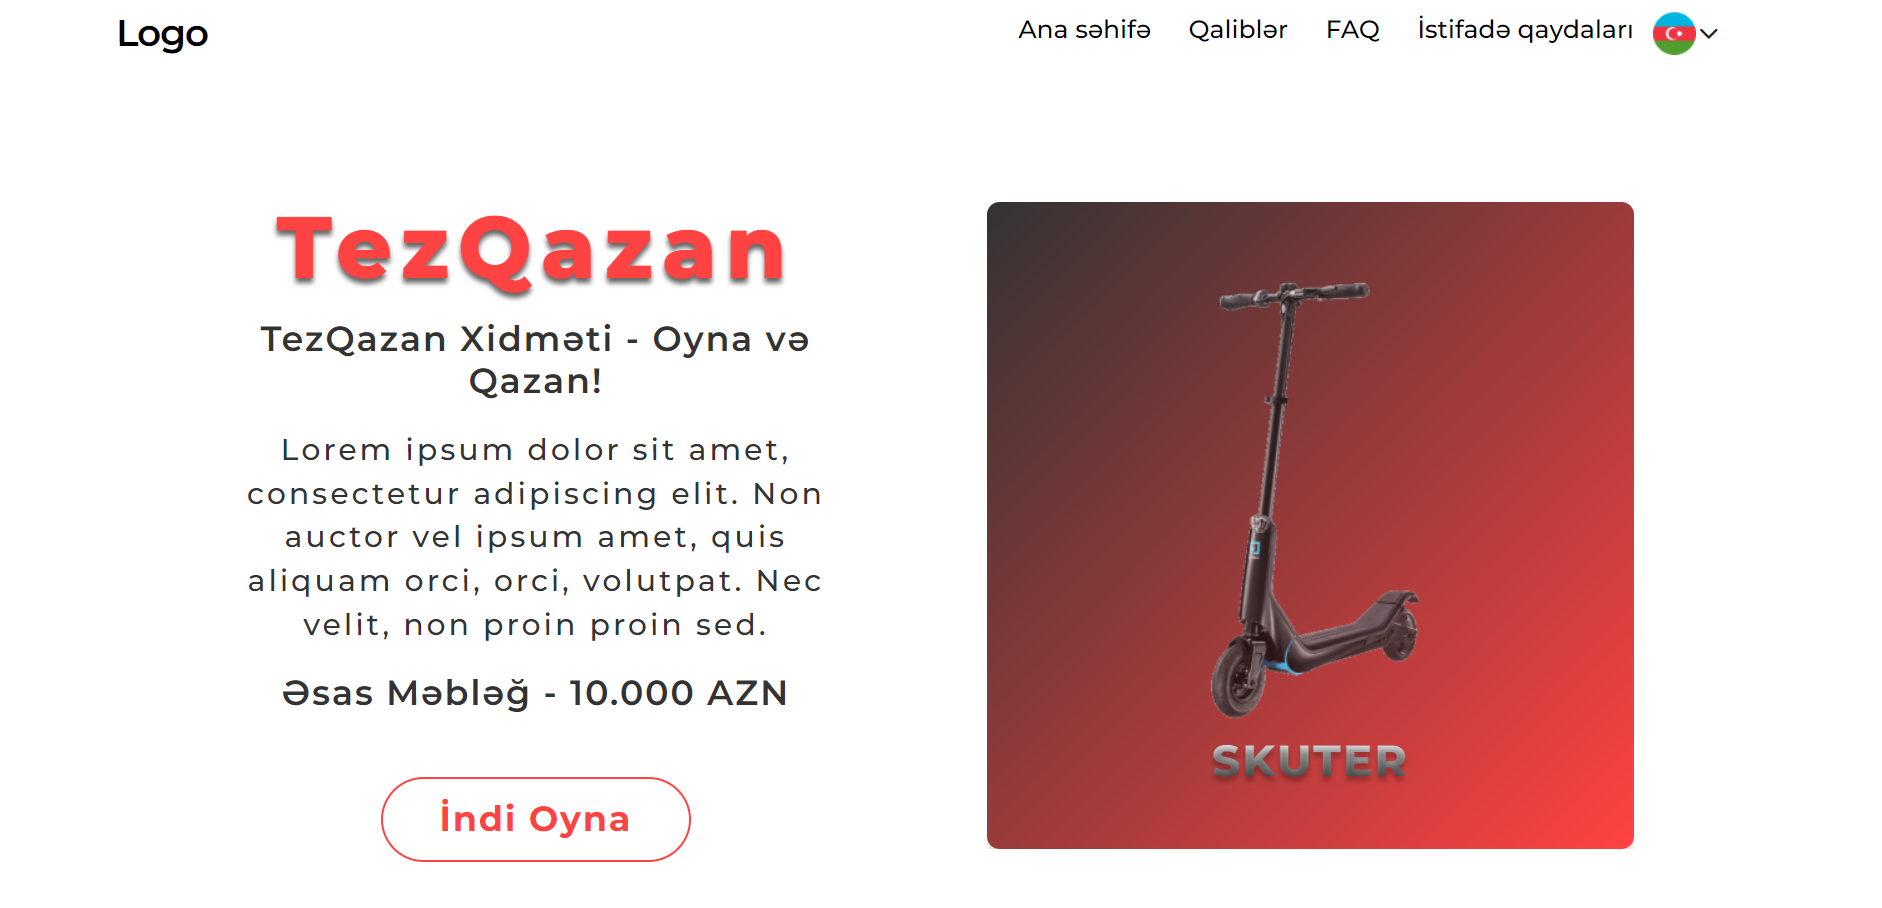 Logo
Ana səhifə
Qaliblər
FAQ
İstifadə qaydaları
TezQazan
TezQazan Xidməti - Oyna və
Qazan!
Lorem ipsum dolor sit amet,
consectetur adipiscing elit. Non
auctor vel ipsum amet, quis
aliquam orci, orci, volutpat. Nec
velit, non proin proin sed.
Əsas Məbləğ - 10.000 AZN
İndi Oyna
SKUTER